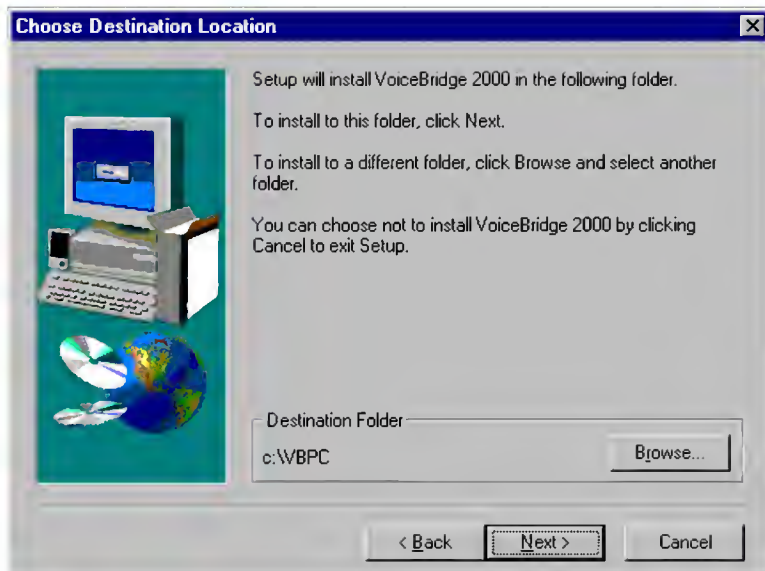 Choose Destination Location
Setup will install VoiceBridge 2000 in the following folder.
To install to this folder, click Next.
To install to a different folder, click Browse and select another
folder.
You can choose not to install VoiceBridge 2000 by clicking
Cancel to exit Setup.
Destination Folder
c:\VBPC
Browse...
< Back
Next >
Cancel